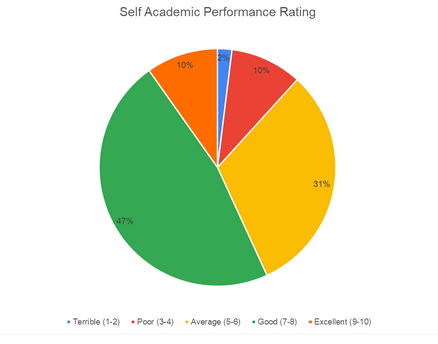 Self Academic Performance Rating
2%
10%
10%
31%
47%
Terrible (1-2) Poor (3-4) Average (5-6) Good (7-8) Excellent (9-10)